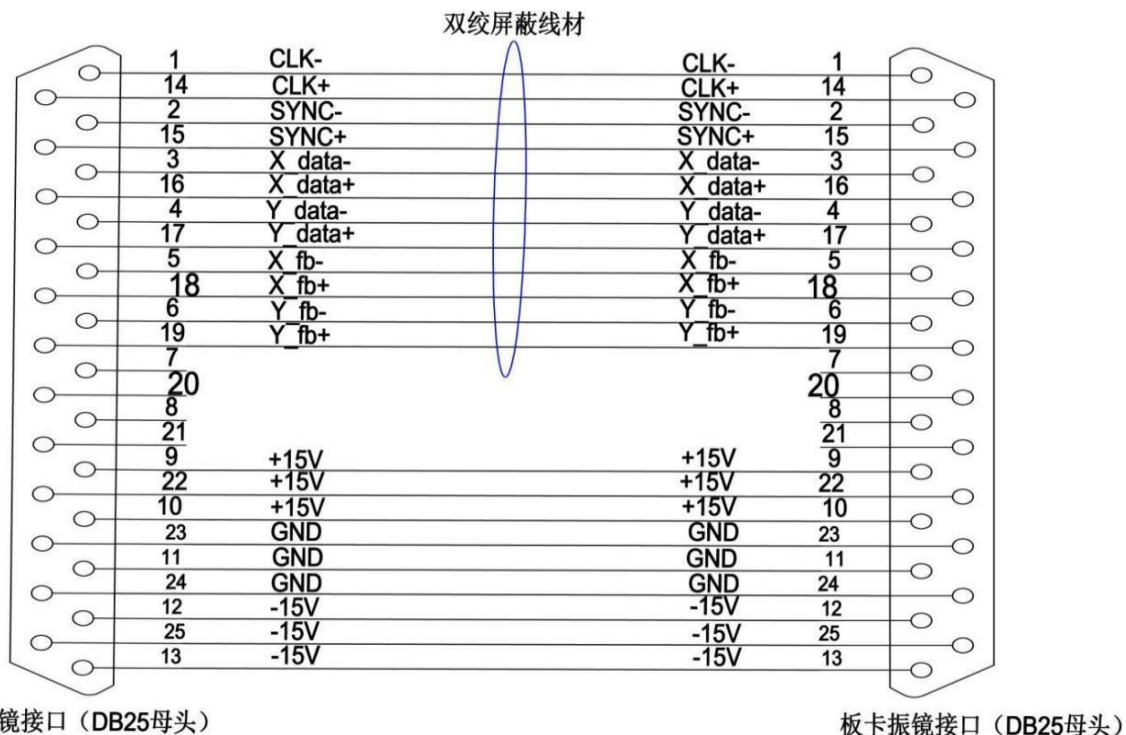 双绞屏蔽线材
1 CLK- CLK- 1
14 CLK+ CLK+ 14
2 SYNC- SYNC- 2
15 SYNC+ SYNC+ 15
3 X_data- X_data- 3
16 X_data+ X_data+ 16
4 Y_data- Y_data- 4
17 Y_data+ Y_data+ 17
5 X_fb- X_fb- 5
18 X_fb+ X_fb+ 18
6 Y_fb- Y_fb- 6
19 Y_fb+ Y_fb+ 19
7 7
20 20
8 8
21 21
9 +15V +15V 9
22 +15V +15V 22
10 +15V +15V 10
23 GND GND 23
11 GND GND 11
24 GND GND 24
12 -15V -15V 12
25 -15V -15V 25
13 -15V -15V 13
镜接口（DB25母头） 板卡振镜接口（DB25母头）